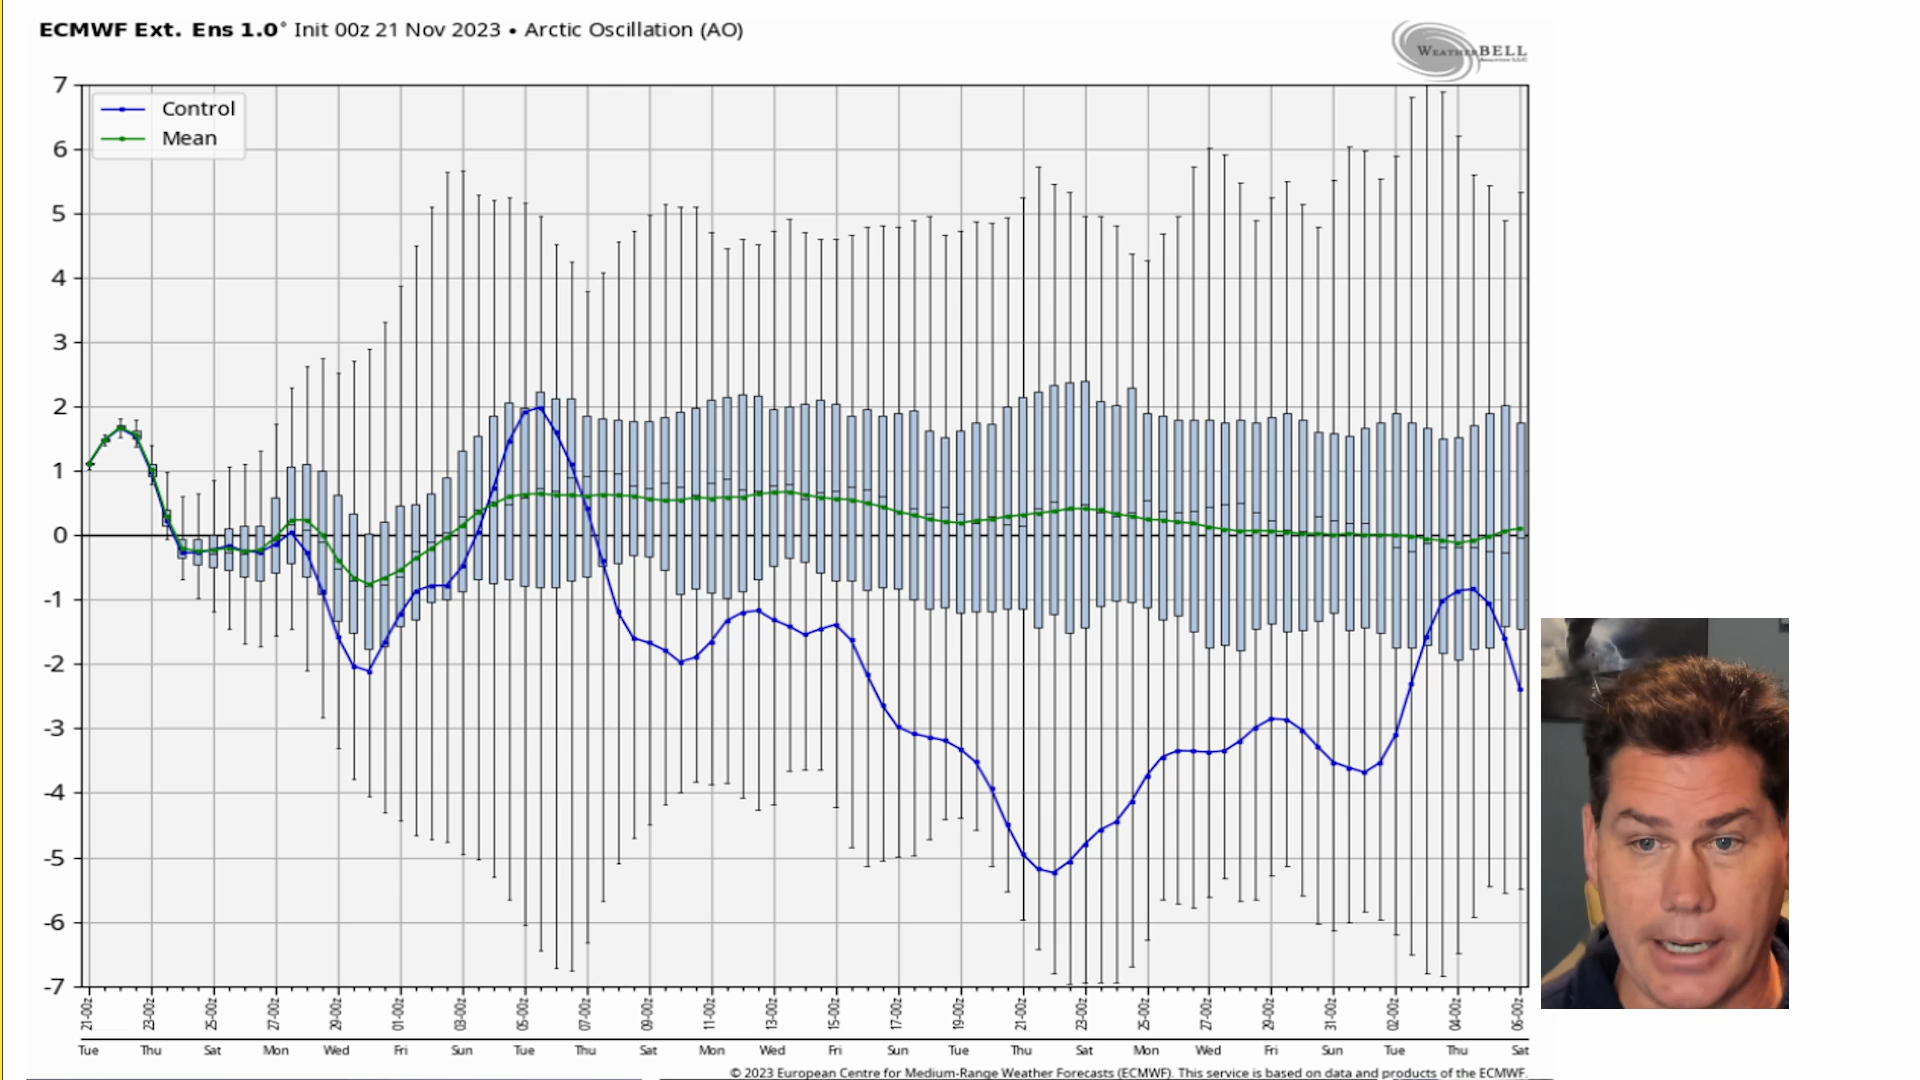 ECMWF Ext. Ens 1.0° Init 00z 21 Nov 2023 • Arctic Oscillation (AO)
WEATHERBELL
Control
Mean
7
6
5
4
3
2
1
0
-1
-2
-3
-4
-5
-6
-7
21-00z 23-00z 25-00z 27-00z 29-00z 01-00z 03-00z 05-00z 07-00z 09-00z 11-00z 13-00z 15-00z 17-00z 19-00z 21-00z 23-00z 25-00z 27-00z 29-00z 31-00z 02-00z 04-00z 06-00z
Tue Thu Sat Mon Wed Fri Sun Tue Thu Sat Mon Wed Fri Sun Tue Thu Sat Mon Wed Fri Sun Tue Thu Sat
© 2023 European Centre for Medium-Range Weather Forecasts (ECMWF). This service is based on data and products of the ECMWF.